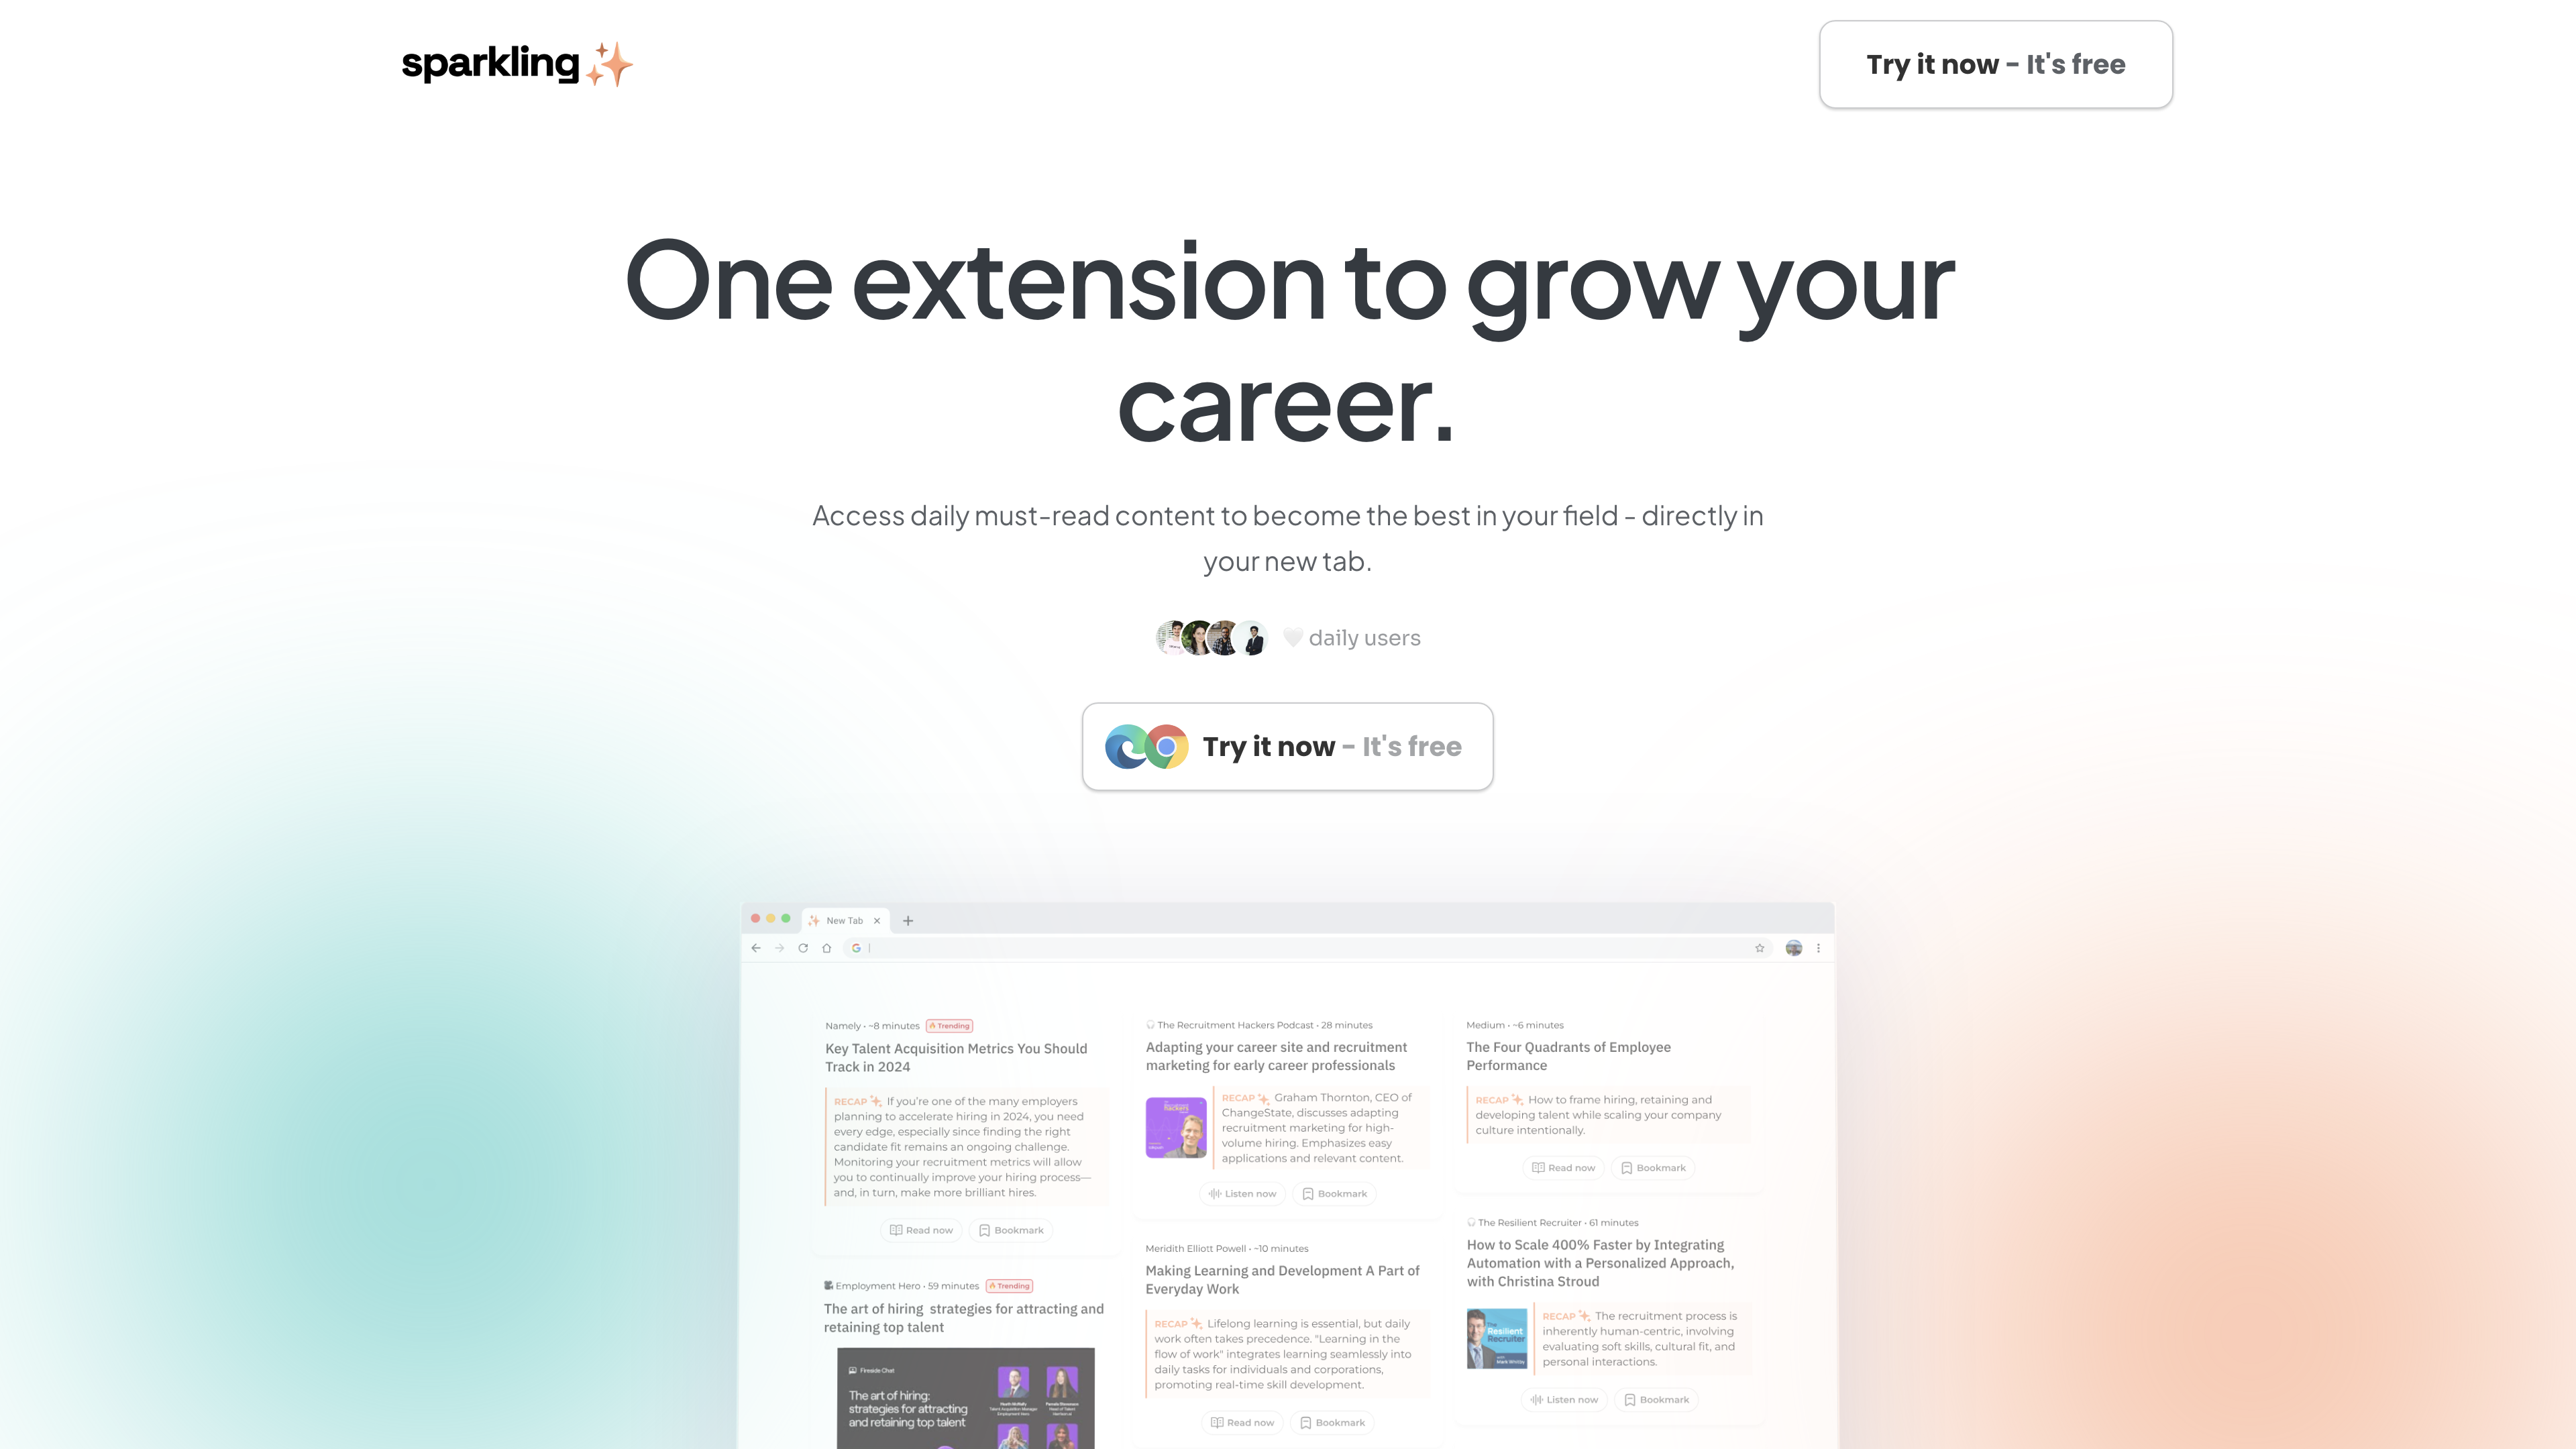 sparkling
Try it now - It's free
One extension to grow your
career.
Access daily must-read content to become the best in your field - directly in
your new tab.
daily users
Try it now - It's free
New Tab
Namely • ~8 minutes Trending
Key Talent Acquisition Metrics You Should
Track in 2024
RECAP If you're one of the many employers
planning to accelerate hiring in 2024, you need
every edge, especially since finding the right
candidate fit remains an ongoing challenge.
Monitoring your recruitment metrics will allow
you to continually improve your hiring process—
and, in turn, make more brilliant hires.
Read now Bookmark
Employment Hero • 59 minutes Trending
The art of hiring strategies for attracting and
retaining top talent
Fireside Chat
The art of hiring:
strategies for attracting
and retaining top talent
The Recruitment Hackers Podcast • 28 minutes
Adapting your career site and recruitment
marketing for early career professionals
RECAP Graham Thornton, CEO of
ChangeState, discusses adapting
recruitment marketing for high-
volume hiring. Emphasizes easy
applications and relevant content.
Listen now Bookmark
Meridith Elliott Powell • ~10 minutes
Making Learning and Development A Part of
Everyday Work
RECAP Lifelong learning is essential, but daily
work often takes precedence. "Learning in the
flow of work" integrates learning seamlessly into
daily tasks for individuals and corporations,
promoting real-time skill development.
Read now Bookmark
Medium • ~6 minutes
The Four Quadrants of Employee
Performance
RECAP How to frame hiring, retaining and
developing talent while scaling your company
culture intentionally.
Read now Bookmark
The Resilient Recruiter • 61 minutes
How to Scale 400% Faster by Integrating
Automation with a Personalized Approach,
with Christina Stroud
The
Resilient
Recruiter
RECAP The recruitment process is
inherently human-centric, involving
evaluating soft skills, cultural fit, and
personal interactions.
Listen now Bookmark